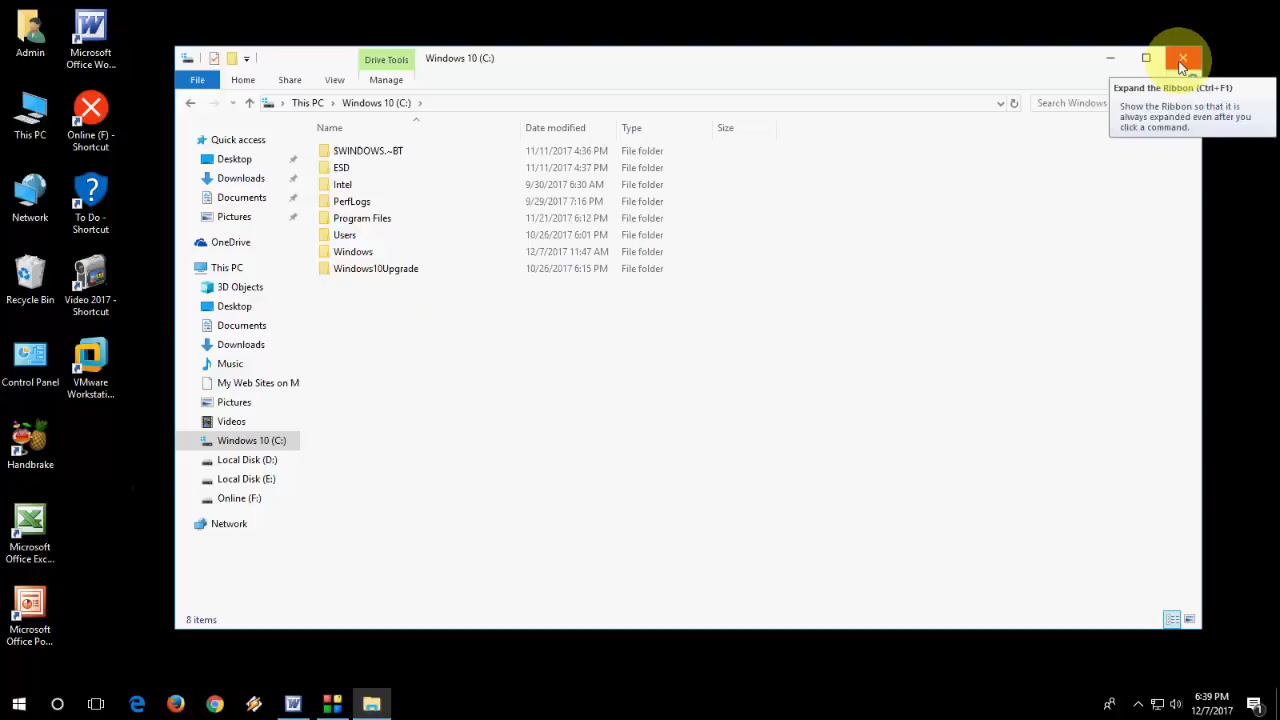 Admin
Microsoft
Office Wo...
This PC
Online (F) -
Shortcut
Network
To Do -
Shortcut
Recycle Bin
Video 2017 -
Shortcut
Control Panel
VMware
Workstati...
Handbrake
Microsoft
Office Exc...
Microsoft
Office Po...
Drive Tools
Windows 10 (C:)
File
Home
Share
View
Manage
This PC
Windows 10 (C:)
Search Windows
Expand the Ribbon (Ctrl+F1)
Show the Ribbon so that it is
always expanded even after you
click a command.
Quick access
Desktop
Downloads
Documents
Pictures
OneDrive
This PC
3D Objects
Desktop
Documents
Downloads
Music
My Web Sites on M
Pictures
Videos
Windows 10 (C:)
Local Disk (D:)
Local Disk (E:)
Online (F:)
Network
Name Date modified Type Size
$WINDOWS.~BT 11/11/2017 4:36 PM File folder
ESD 11/11/2017 4:37 PM File folder
Intel 9/30/2017 6:30 AM File folder
PerfLogs 9/29/2017 7:16 PM File folder
Program Files 11/21/2017 6:12 PM File folder
Users 10/26/2017 6:01 PM File folder
Windows 12/7/2017 11:47 AM File folder
Windows10Upgrade 10/26/2017 6:15 PM File folder
8 items
6:39 PM
12/7/2017
1